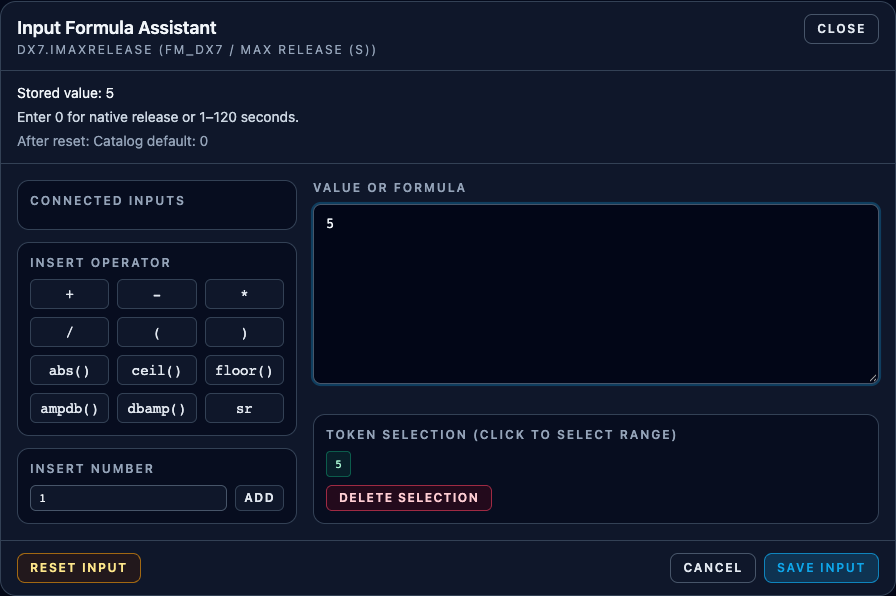 Input Formula Assistant
DX7.IMAXRELEASE (FM_DX7 / MAX RELEASE (S))
CLOSE
Stored value: 5
Enter 0 for native release or 1–120 seconds.
After reset: Catalog default: 0
CONNECTED INPUTS
INSERT OPERATOR
+ - *
/ ( )
abs() ceil() floor()
ampdb() dbamp() sr
INSERT NUMBER
1 ADD
VALUE OR FORMULA
5
TOKEN SELECTION (CLICK TO SELECT RANGE)
5
DELETE SELECTION
RESET INPUT
CANCEL
SAVE INPUT